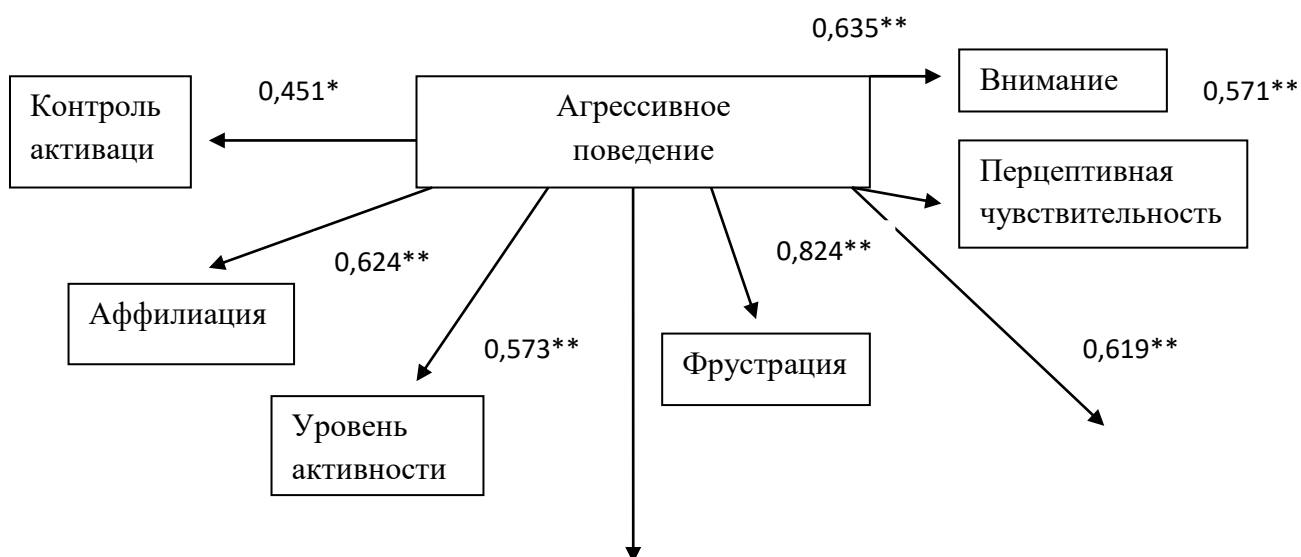 0,635**
Внимание
0,571**
Контроль
активаци
0,451*
Агрессивное
поведение
Перцептивная
чувствительность
0,624**
0,824**
Аффилиация
0,573**
Фрустрация
0,619**
Уровень
активности